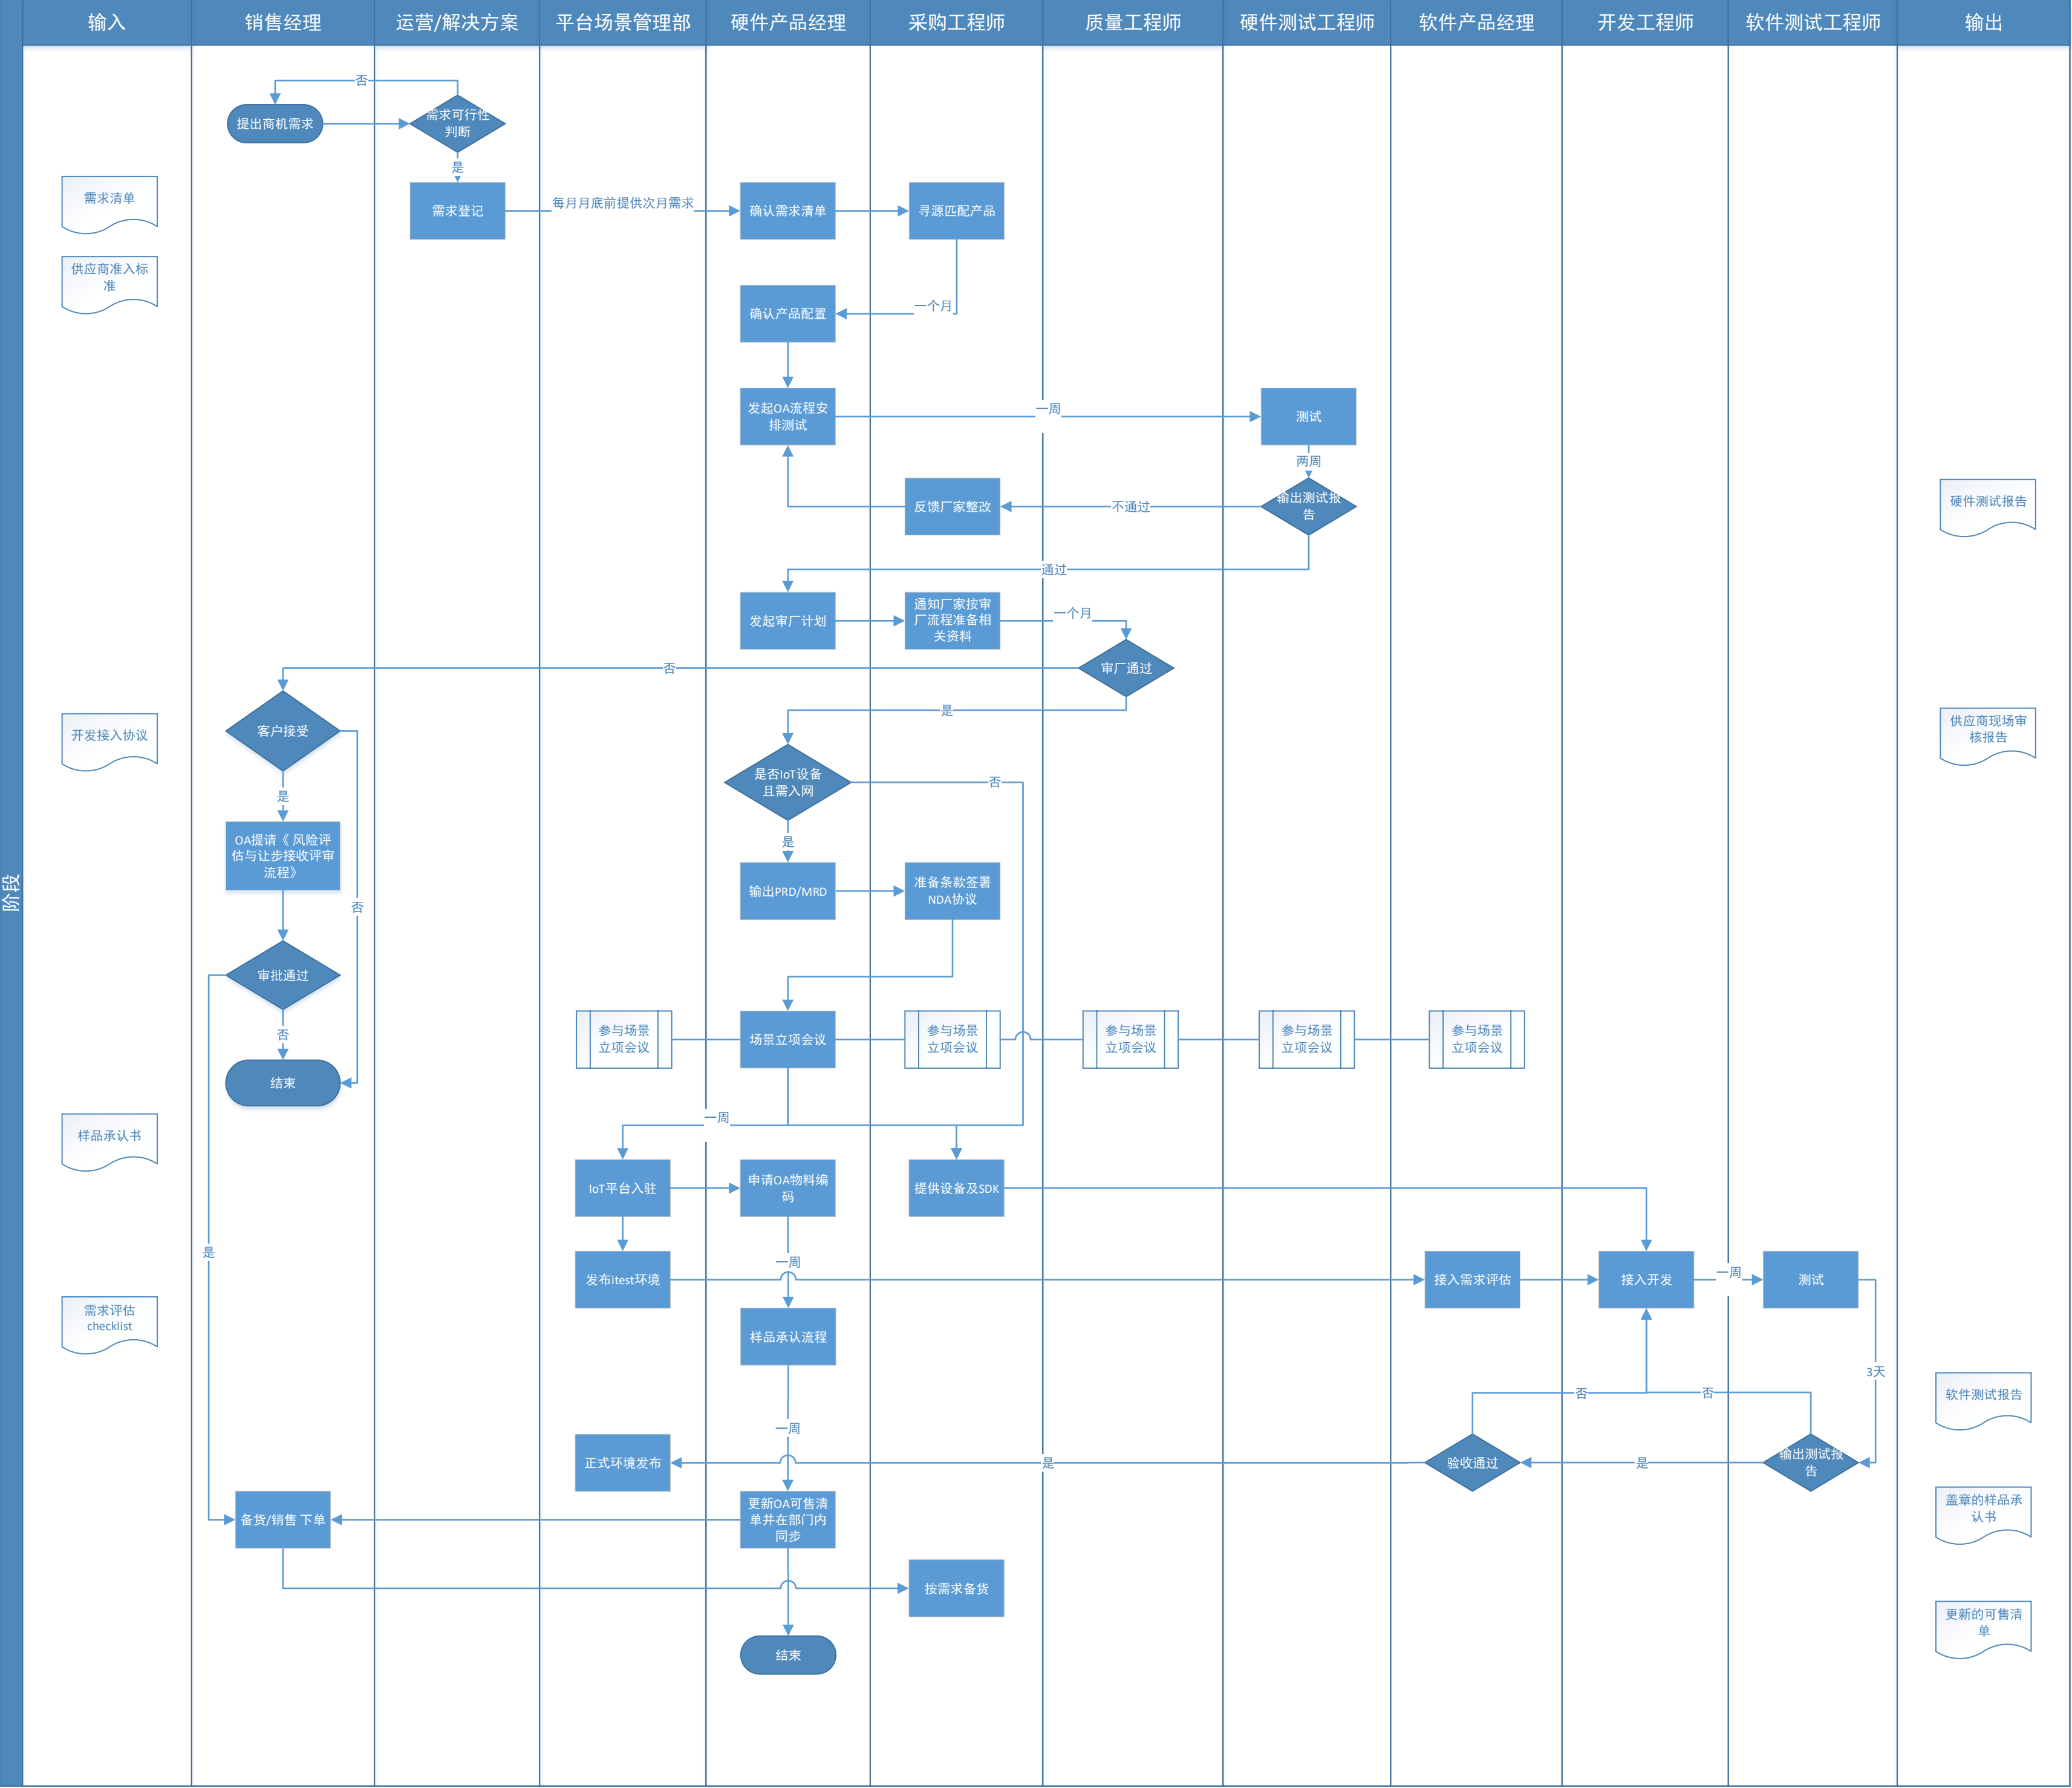 输入
销售经理
运营/解决方案
平台场景管理部
硬件产品经理
采购工程师
质量工程师
硬件测试工程师
软件产品经理
开发工程师
软件测试工程师
输出
阶段
否
提出商机需求
需求可行性
判断
是
需求清单
需求登记
每月月底前提供次月需求
确认需求清单
寻源匹配产品
供应商准入标
准
确认产品配置
一个月
发起OA流程安
排测试
一周
测试
两周
反馈厂家整改
不通过
输出测试报
告
硬件测试报告
通过
发起审厂计划
通知厂家按审
厂流程准备相
关资料
一个月
否
审厂通过
是
开发接入协议
客户接受
供应商现场审
核报告
是否IoT设备
且需入网
否
是
是
OA提请《 风险评
估与让步接收评审
流程》
否
输出PRD/MRD
准备条款签署
NDA协议
审批通过
否
参与场景
立项会议
场景立项会议
参与场景
立项会议
参与场景
立项会议
参与场景
立项会议
参与场景
立项会议
结束
一周
样品承认书
IoT平台入驻
申请OA物料编
码
提供设备及SDK
是
一周
发布itest环境
接入需求评估
接入开发
一周
测试
需求评估
checklist
样品承认流程
3天
否
否
软件测试报告
一周
正式环境发布
是
验收通过
是
输出测试报
告
备货/销售 下单
更新OA可售清
单并在部门内
同步
盖章的样品承
认书
按需求备货
更新的可售清
单
结束